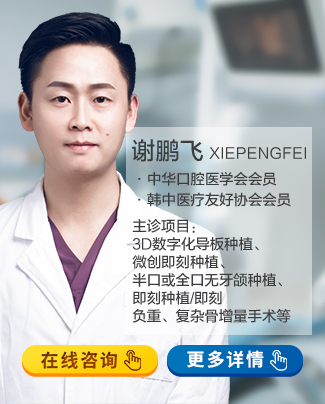 谢鹏飞 XIEPENGFEI
· 中华口腔医学会会员
· 韩中医疗友好协会会员
主诊项目：
3D数字化导板种植、
微创即刻种植、
半口或全口无牙颌种植、
即刻种植/即刻
负重、复杂骨增量手术等
在线咨询
更多详情